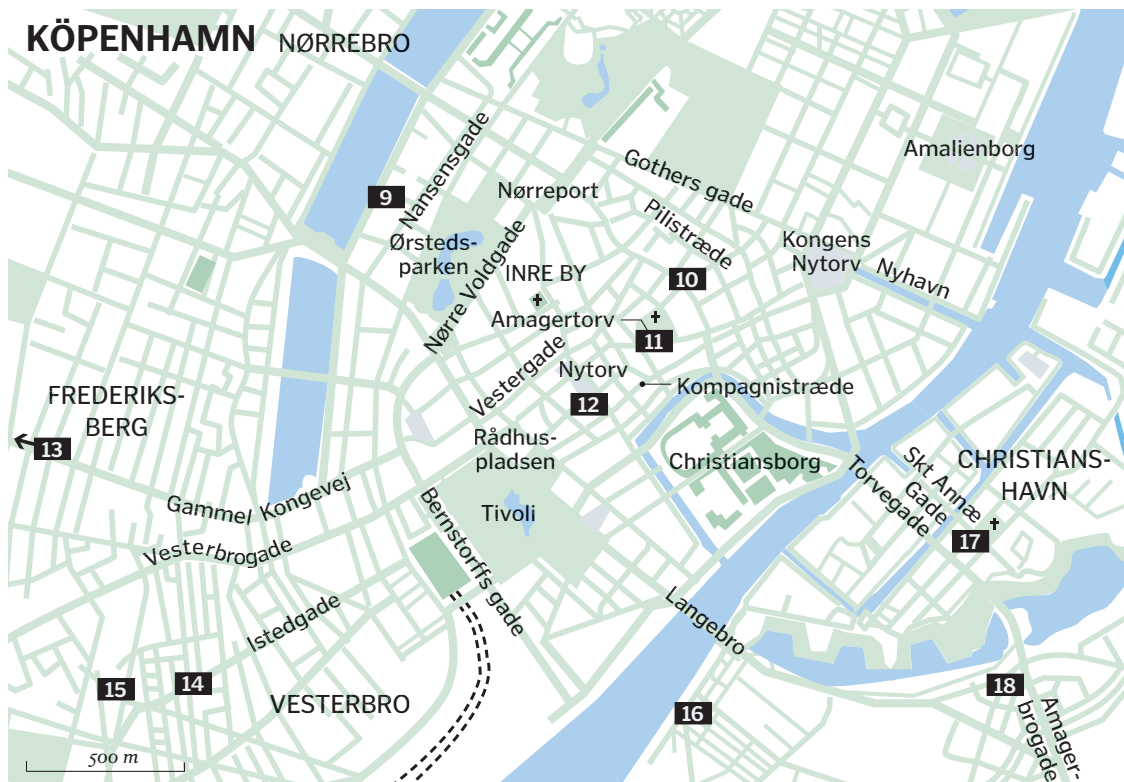 KÖPENHAMN
NØRREBRO
Amalienborg
Gothers gade
Nansensgade
9
Nørreport
Pilistræde
Ørsteds-
parken
Nørre Voldgade
Kongens
Nytorv
Nyhavn
INRE BY
10
Amagertorv
11
Vestergade
Nytorv
Kompagnistræde
12
FREDERIKS-
BERG
13
Rådhus-
pladsen
Christiansborg
Torvegade
Skt Annæ
Gade
CHRISTIANS-
HAVN
17
Gammel Kongevej
Vesterbrogade
Tivoli
Bernstorffs gade
Istedgade
Langebro
15
14
VESTERBRO
16
18
Amager-
brogade
500 m